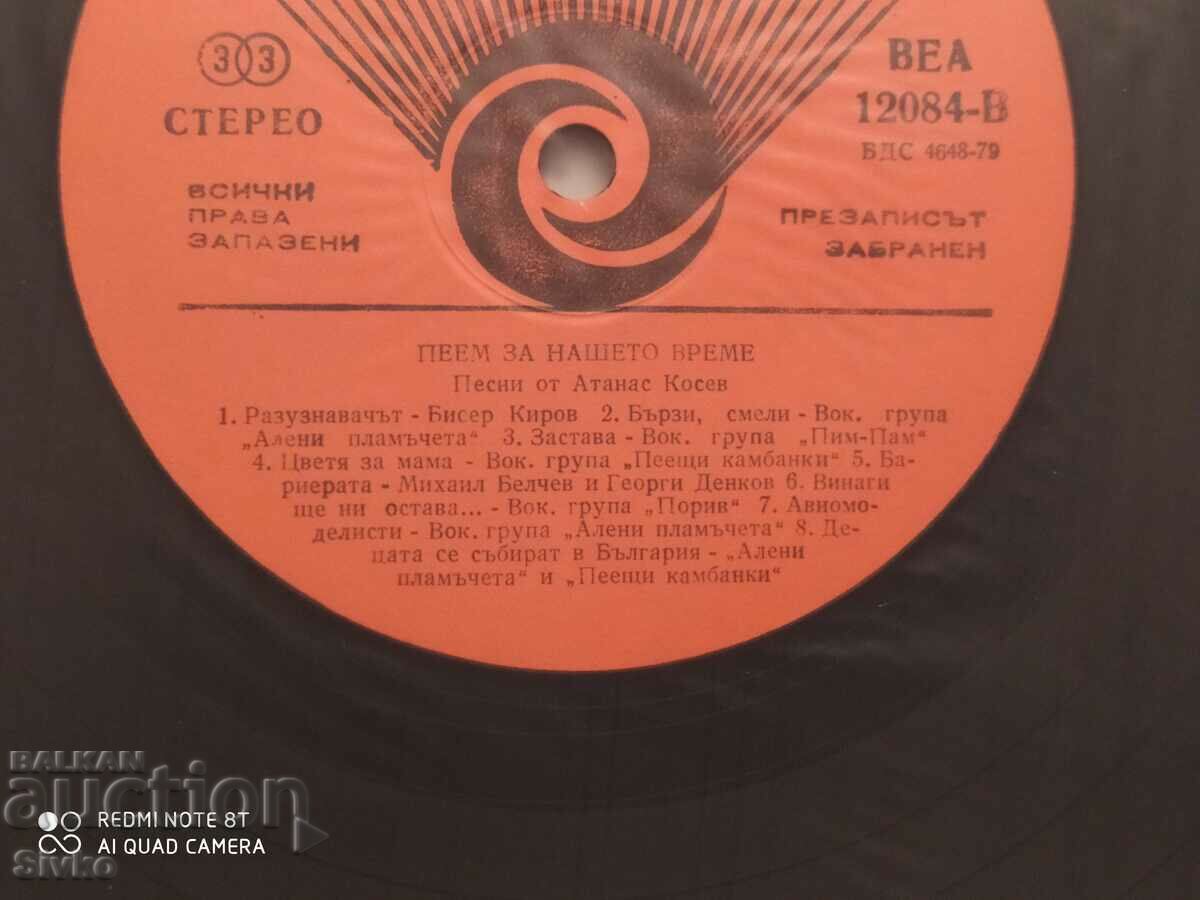 33
СТЕРЕО
ВСИЧКИ
ПРАВА
ЗАПАЗЕНИ
ВЕА
12084-В
БДС 4648-79
ПРЕЗАПИСЪТ
ЗАБРАНЕН
ПЕЕМ ЗА НАШЕТО ВРЕМЕ
Песни от Атанас Косев
1. Разузнавачът - Бисер Киров 2. Бързи, смели - Вок. група
„Алени пламъчета“ 3. Застава - Вок. група „Пим-Пам“
4. Цветя за мама - Вок. група „Пеещи камбанки“ 5. Ба-
риерата - Михаил Белчев и Георги Денков 6. Винаги
ще ни остава... - Вок. група „Порив“ 7. Авиомо-
делисти - Вок. група „Алени пламъчета“ 8. Де-
цата се събират в България - „Алени
пламъчета“ и „Пеещи камбанки“
BALKAN
auction
REDMI NOTE 8T
AI QUAD CAMERA
Sivko